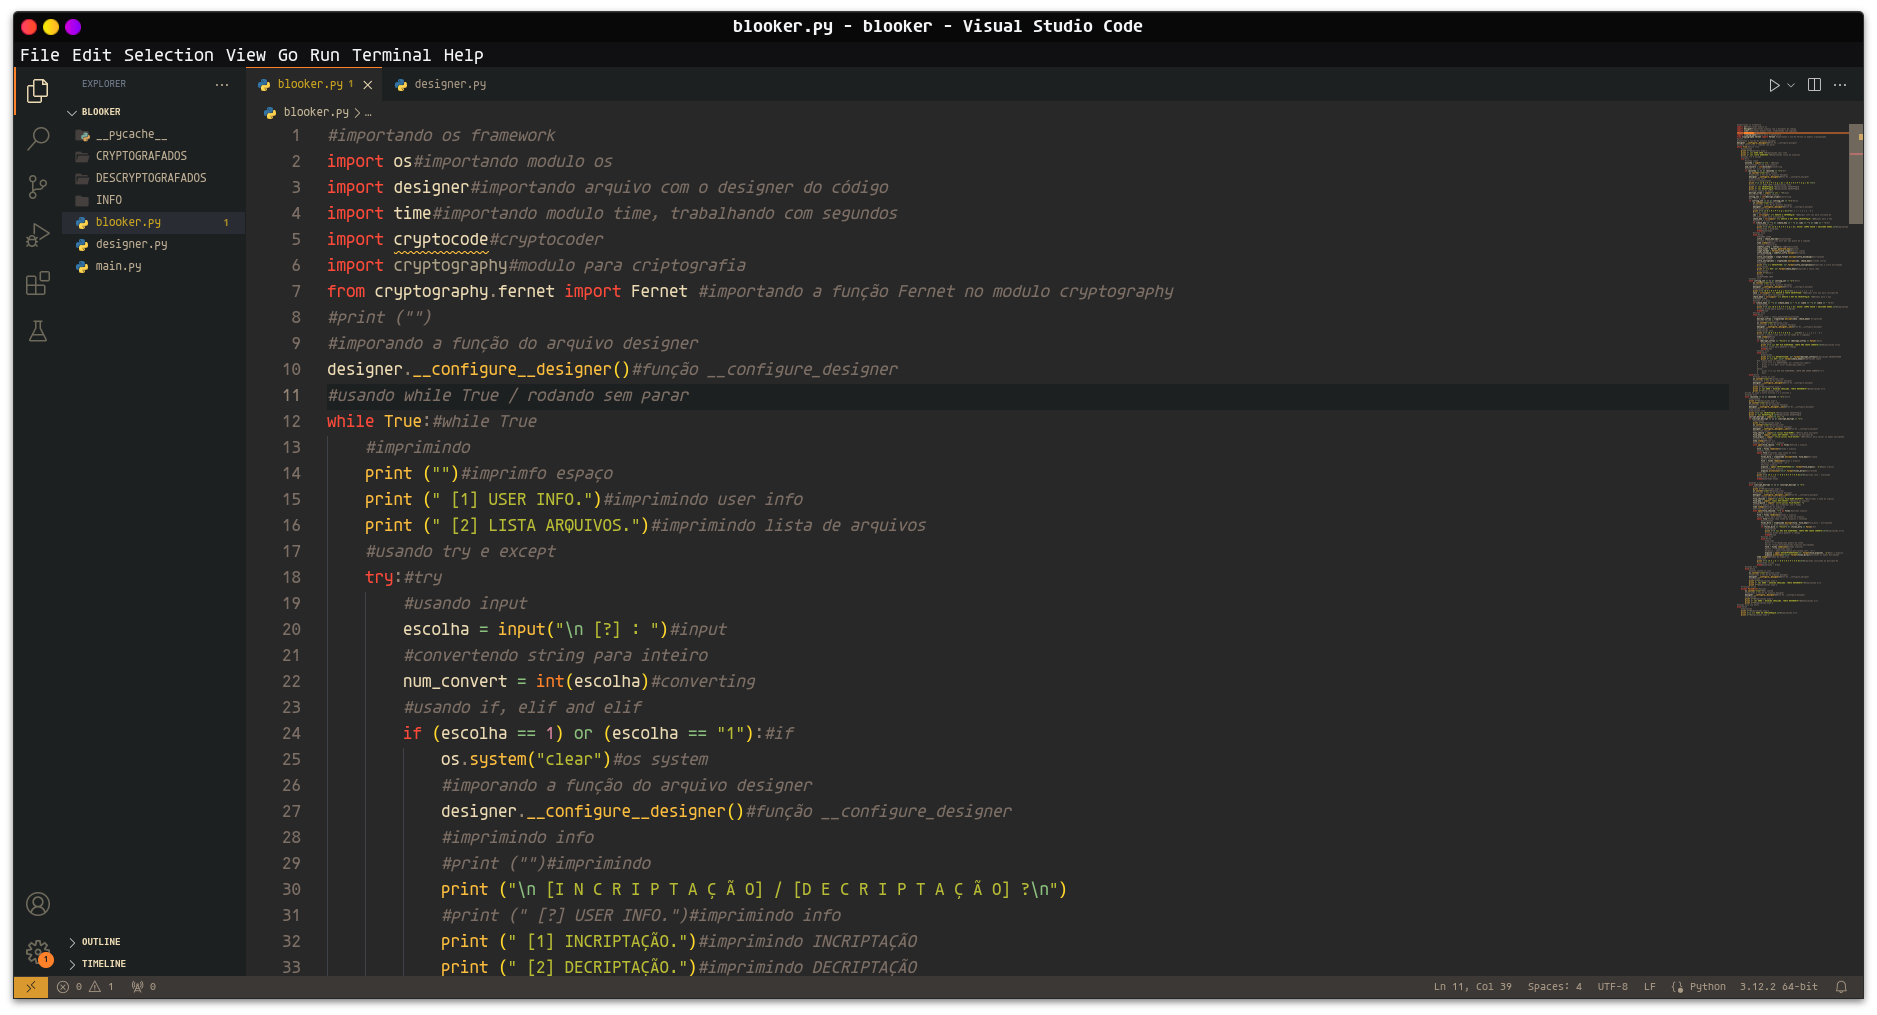 blooker.py - blooker - Visual Studio Code
File Edit Selection View Go Run Terminal Help
EXPLORER
BLOOKER
__pycache__
CRYPTOGRAFADOS
DESCRYPTOGRAFADOS
INFO
blooker.py 1
designer.py
main.py
OUTLINE
TIMELINE
blooker.py 1 designer.py
blooker.py > ...
1 #importando os framework
2 import os#importando modulo os
3 import designer#importando arquivo com o designer do código
4 import time#importando modulo time, trabalhando com segundos
5 import cryptocode#cryptocoder
6 import cryptography#modulo para criptografia
7 from cryptography.fernet import Fernet #importando a função Fernet no modulo cryptography
8 #print ("")
9 #imporando a função do arquivo designer
10 designer.__configure__designer()#função __configure_designer
11 #usando while True / rodando sem parar
12 while True:#while True
13 #imprimindo
14 print ("")#imprimfo espaço
15 print (" [1] USER INFO.")#imprimindo user info
16 print (" [2] LISTA ARQUIVOS.")#imprimindo lista de arquivos
17 #usando try e except
18 try:#try
19 #usando input
20 escolha = input("\n [?] : ")#input
21 #convertendo string para inteiro
22 num_convert = int(escolha)#converting
23 #usando if, elif and elif
24 if (escolha == 1) or (escolha == "1"):#if
25 os.system("clear")#os system
26 #imporando a função do arquivo designer
27 designer.__configure__designer()#função __configure_designer
28 #imprimindo info
29 #print ("")#imprimindo
30 print ("\n [I N C R I P T A Ç Ã O] / [D E C R I P T A Ç Ã O] ?\n")
31 #print (" [?] USER INFO.")#imprimindo info
32 print (" [1] INCRIPTAÇÃO.")#imprimindo INCRIPTAÇÃO
33 print (" [2] DECRIPTAÇÃO.")#imprimindo DECRIPTAÇÃO
1
0 1 0 Ln 11, Col 39 Spaces: 4 UTF-8 LF Python 3.12.2 64-bit